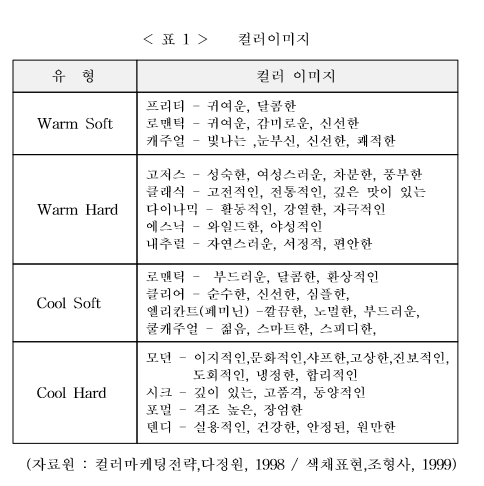 < 표 1 > 컬러이미지
유 형 컬러 이미지
Warm Soft
프리티 - 귀여운, 달콤한
로맨틱 - 귀여운, 감미로운, 신선한
캐주얼 - 빛나는 ,눈부신, 신선한, 쾌적한
Warm Hard
고저스 - 성숙한, 여성스러운, 차분한, 풍부한
클래식 - 고전적인, 전통적인, 깊은 맛이 있는
다이나믹 - 활동적인, 강열한, 자극적인
에스닉 - 와일드한, 야성적인
내추럴 - 자연스러운, 서정적, 편안한
Cool Soft
로맨틱 - 부드러운, 달콤한, 환상적인
클리어 - 순수한, 신선한, 심플한,
엘리칸트(페미닌) -깔끔한, 노멀한, 부드러운,
쿨캐주얼 - 젊음, 스마트한, 스피디한,
Cool Hard
모던 - 이지적인,문화적인,샤프한,고상한,진보적인,
도회적인, 냉정한, 합리적인
시크 - 깊이 있는, 고품격, 동양적인
포멀 - 격조 높은, 장엄한
댄디 - 실용적인, 건강한, 안정된, 원만한
(자료원 : 컬러마케팅전략,다정원, 1998 / 색채표현,조형사, 1999)